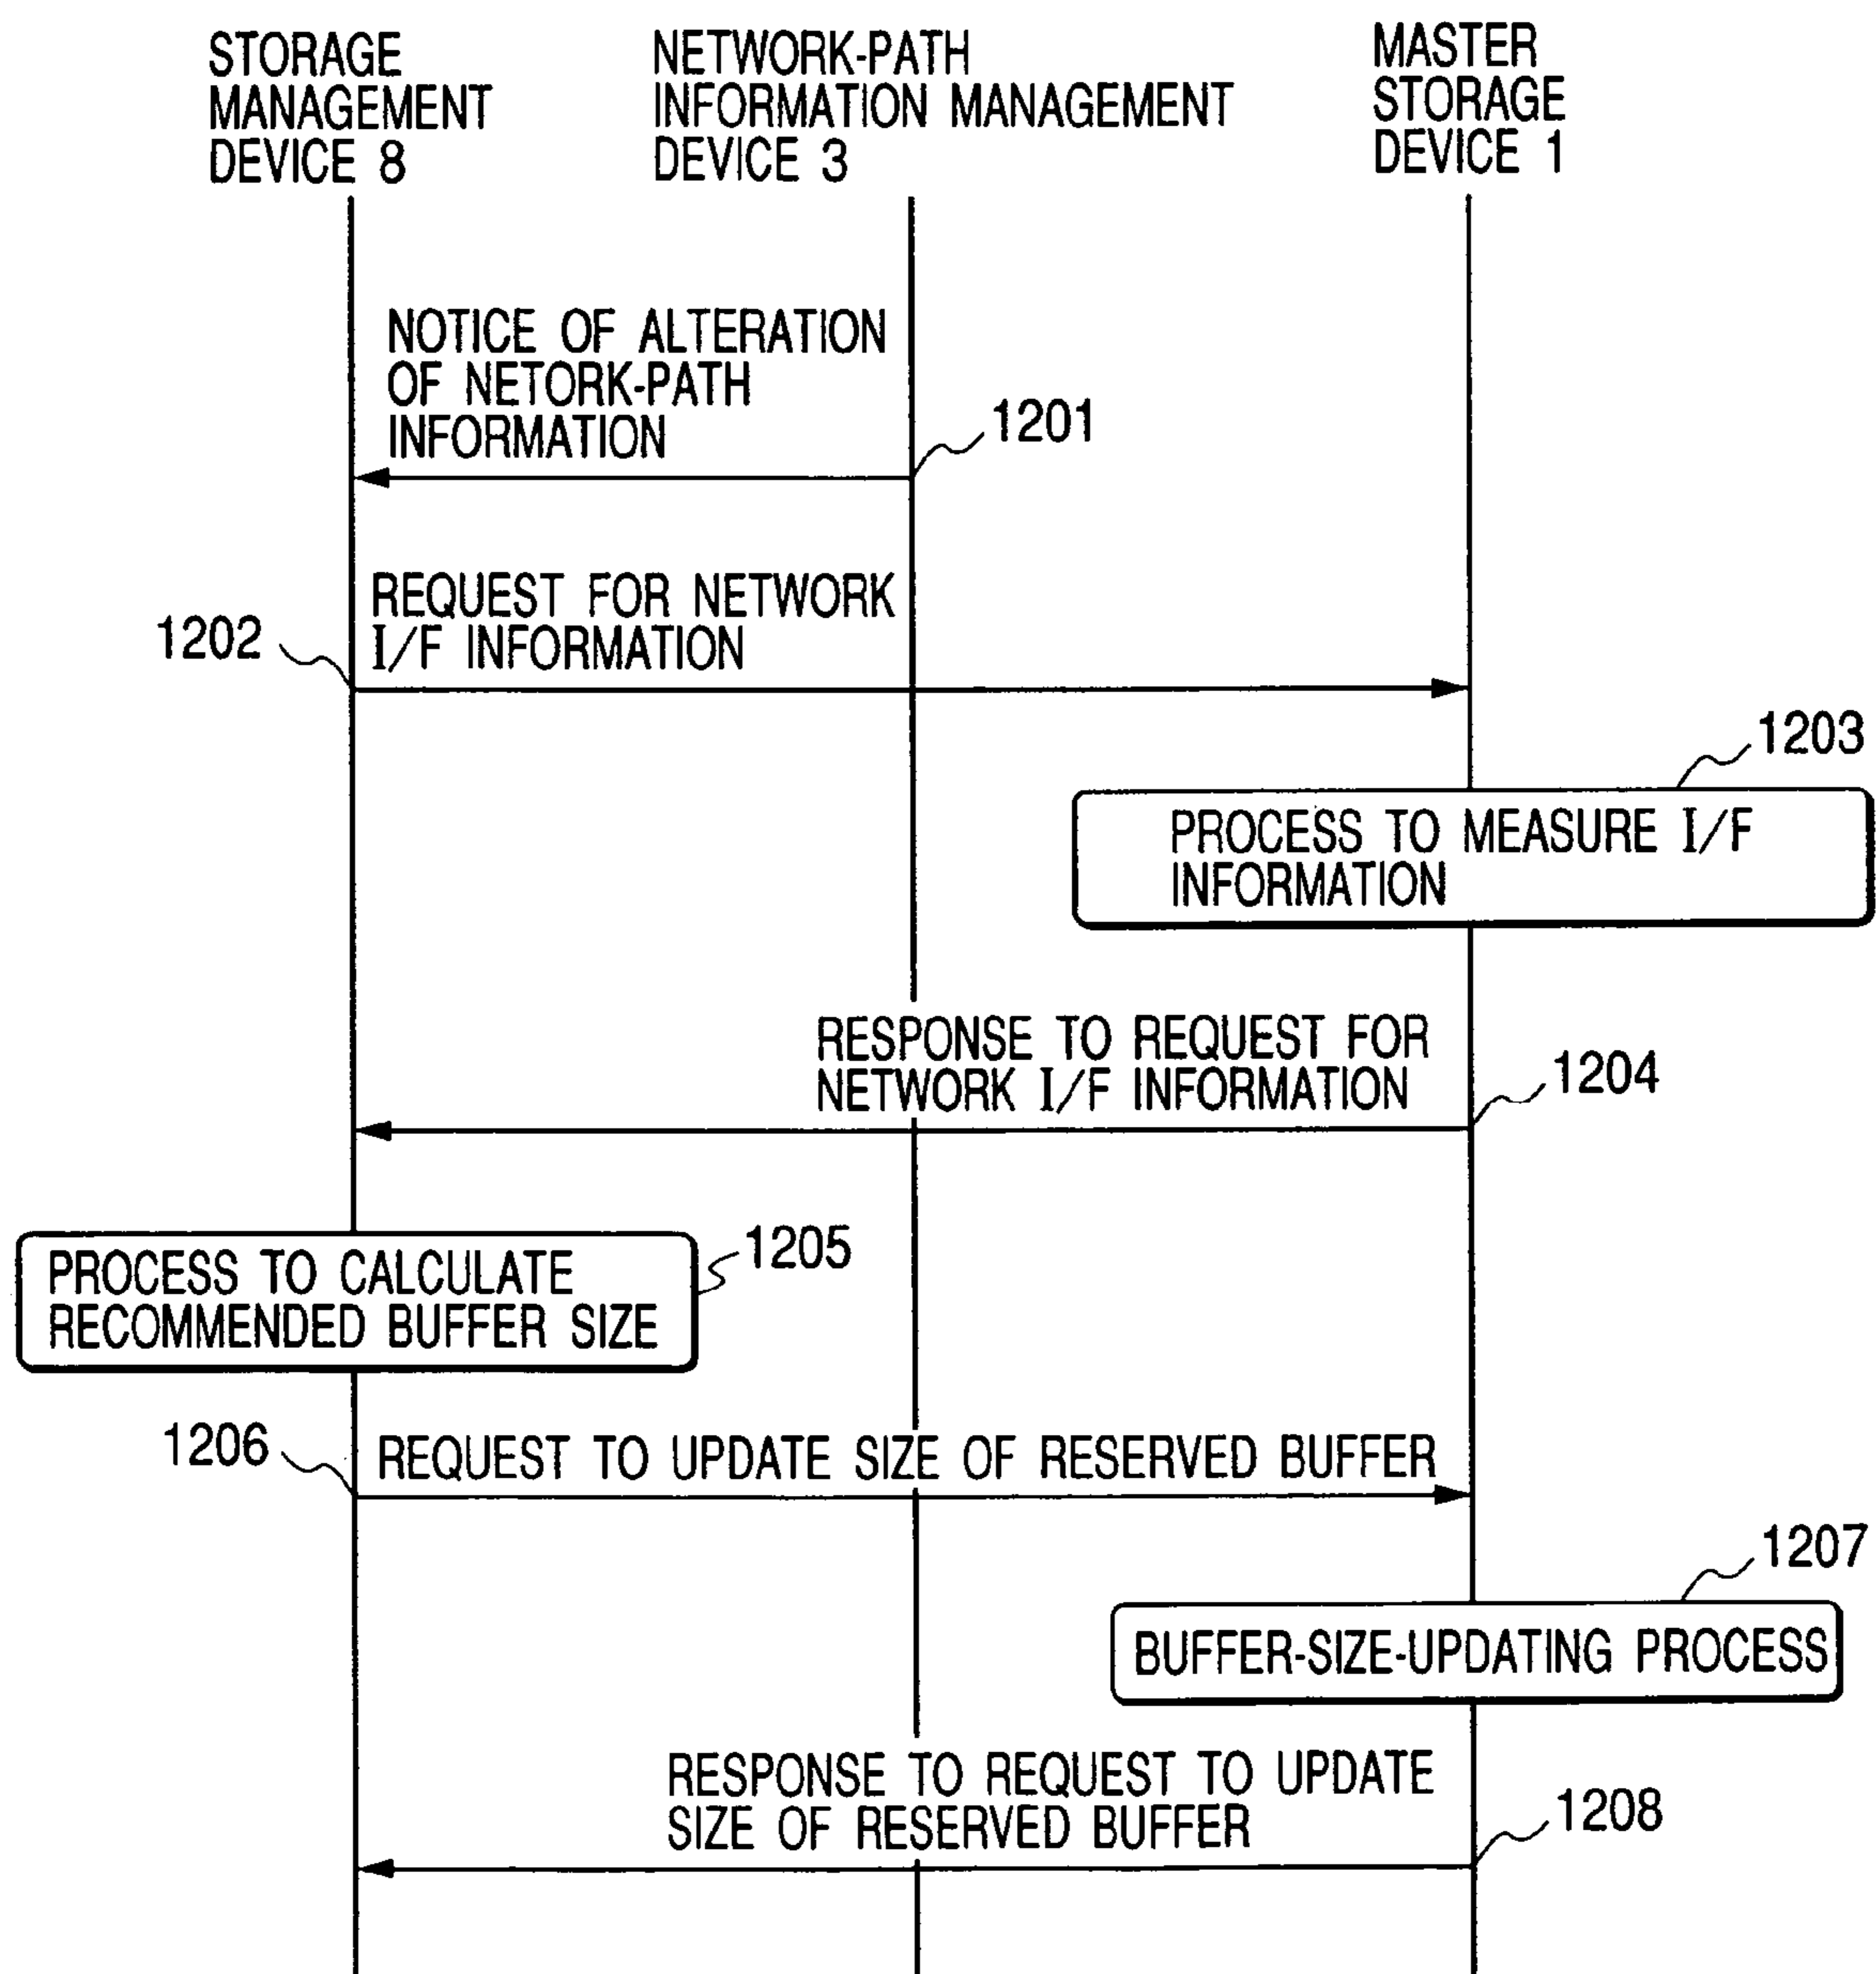 STORAGE
MANAGEMENT
DEVICE 8
NETWORK-PATH
INFORMATION MANAGEMENT
DEVICE 3
MASTER
STORAGE
DEVICE 1
NOTICE OF ALTERATION
OF NETORK-PATH
INFORMATION
1201
REQUEST FOR NETWORK
I/F INFORMATION
1202
1203
PROCESS TO MEASURE I/F
INFORMATION
RESPONSE TO REQUEST FOR
NETWORK I/F INFORMATION
1204
PROCESS TO CALCULATE
RECOMMENDED BUFFER SIZE
1205
1206
REQUEST TO UPDATE SIZE OF RESERVED BUFFER
1207
BUFFER-SIZE-UPDATING PROCESS
RESPONSE TO REQUEST TO UPDATE
SIZE OF RESERVED BUFFER
1208